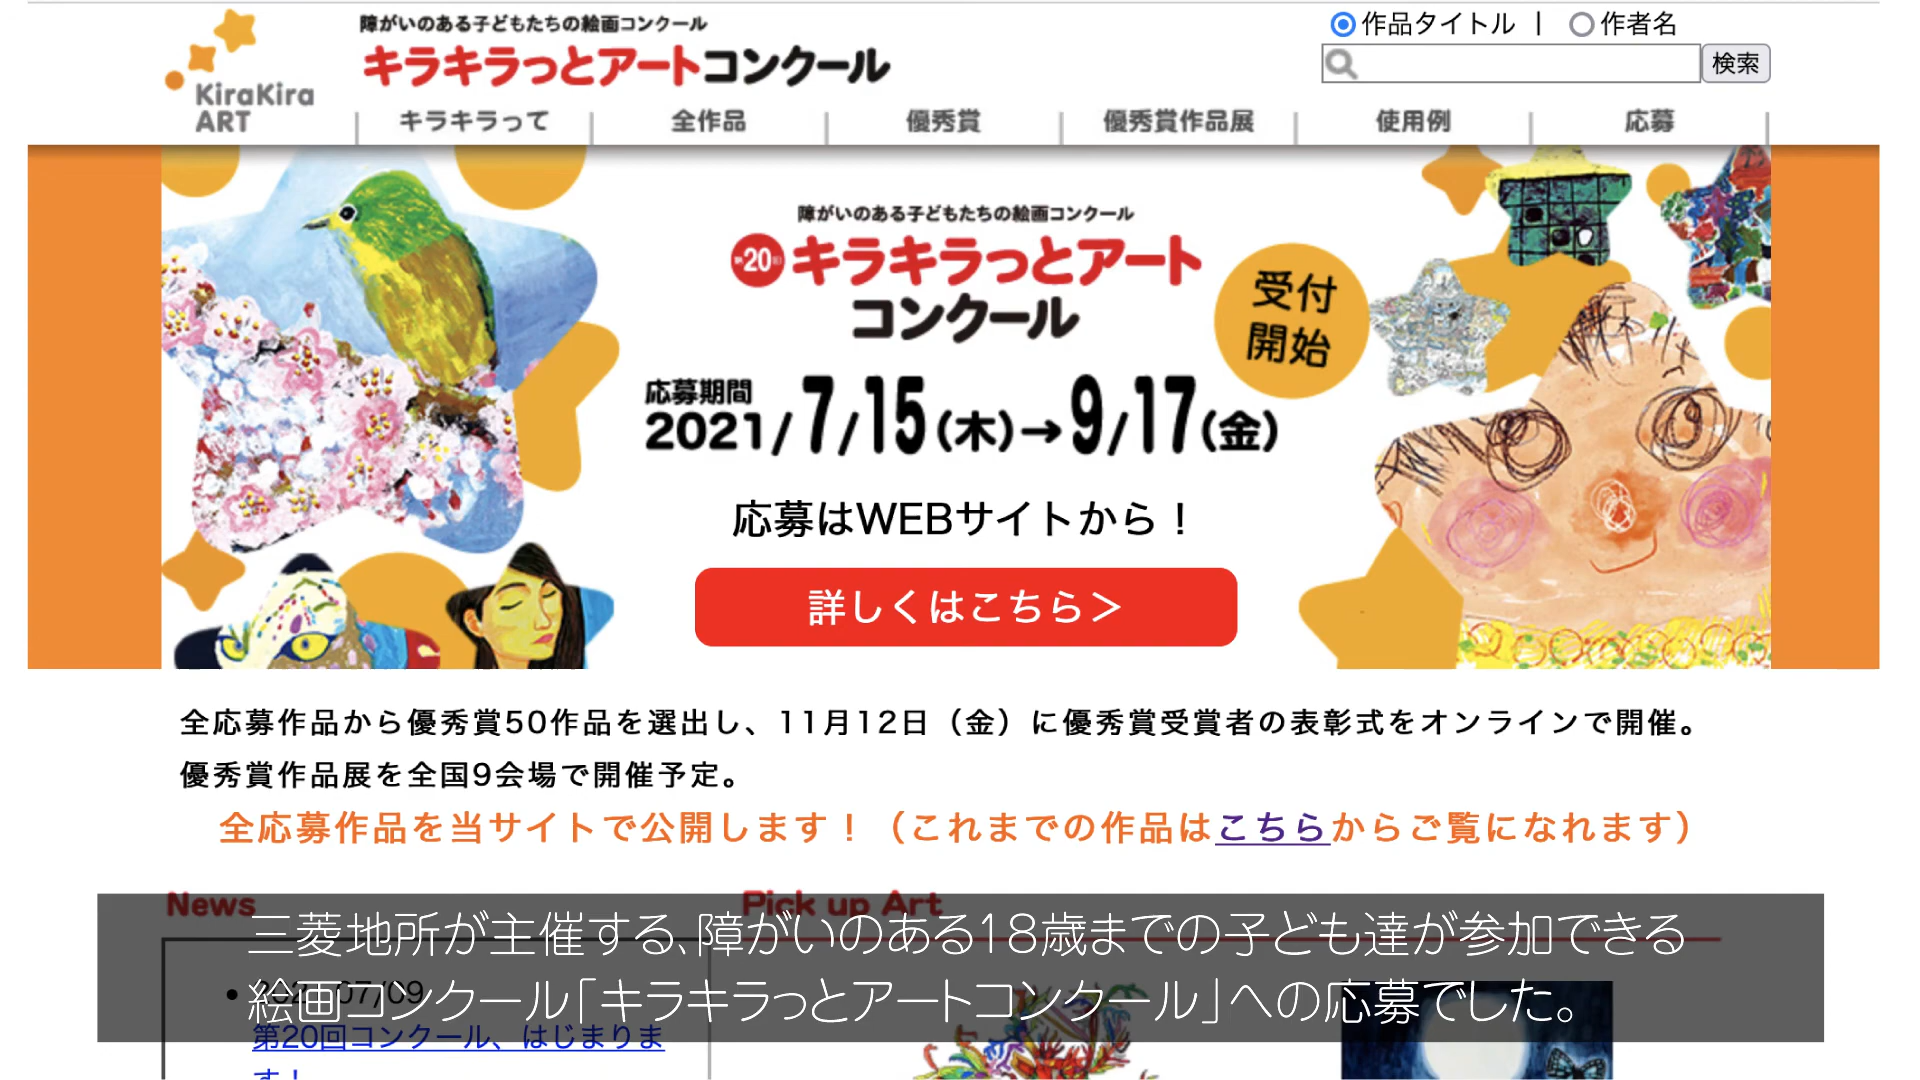 障がいのある子どもたちの絵画コンクール
キラキラっとアートコンクール
KiraKira
ART
作品タイトル | 作者名
検索
キラキラって
全作品
優秀賞
優秀賞作品展
使用例
応募
障がいのある子どもたちの絵画コンクール
第20回 キラキラっとアート
コンクール
受付
開始
応募期間
2021/7/15(木)→9/17(金)
応募はWEBサイトから！
詳しくはこちら＞
全応募作品から優秀賞50作品を選出し、11月12日（金）に優秀賞受賞者の表彰式をオンラインで開催。
優秀賞作品展を全国9会場で開催予定。
全応募作品を当サイトで公開します！（これまでの作品はこちらからご覧になれます）
News
Pick up Art
三菱地所が主催する、障がいのある18歳までの子ども達が参加できる
絵画コンクール「キラキラっとアートコンクール」への応募でした。
2021/07/09
第20回コンクール、はじまりま
す！